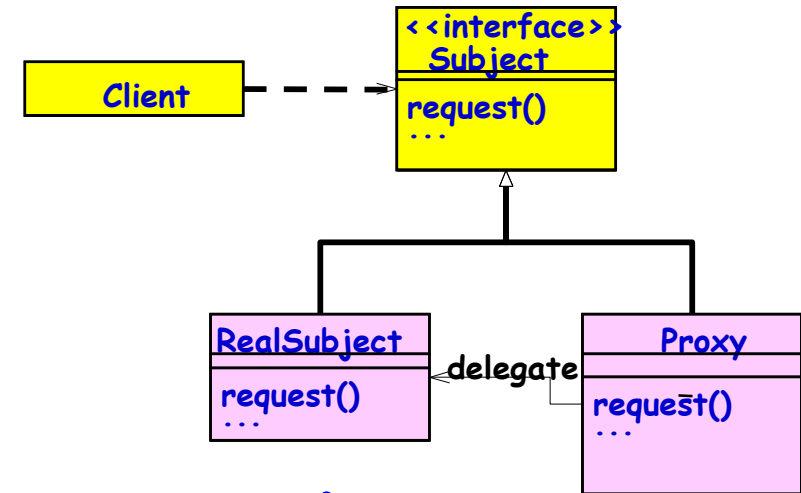 <<interface>>
Subject
Client
request()
...
RealSubject
delegate
Proxy
request()
...
request()
...